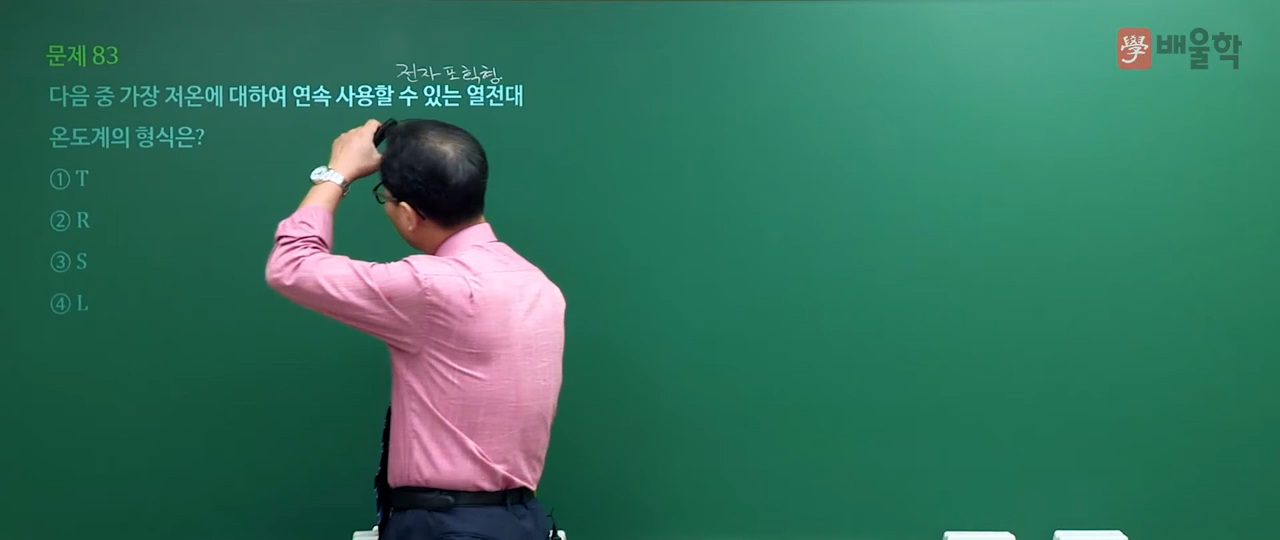 문제 83
學 배울학
전자 포획형
다음 중 가장 저온에 대하여 연속 사용할 수 있는 열전대
온도계의 형식은?
① T
② R
③ S
④ L